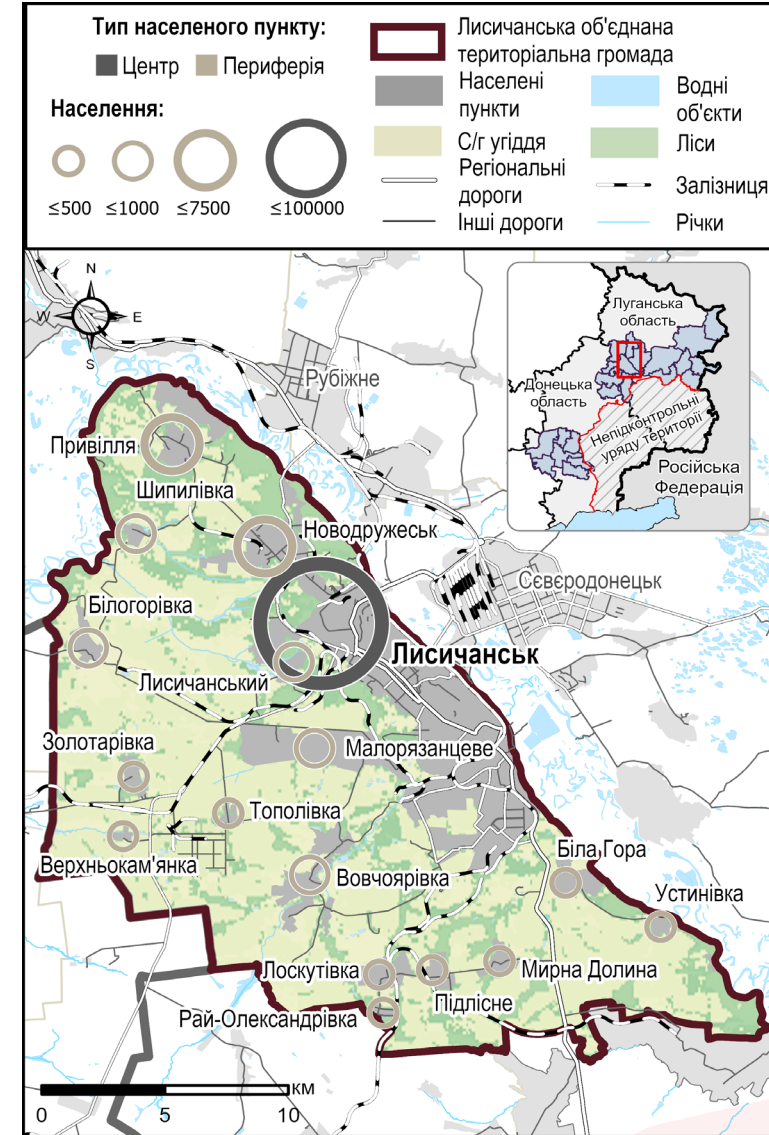 Тип населеного пункту:
Центр
Периферія
Населення:
≤500
≤1000
≤7500
≤100000
Лисичанська об'єднана
територіальна громада
Населені
пункти
Водні
об'єкти
С/г угіддя
Ліси
Регіональні
дороги
Залізниця
Інші дороги
Річки
N
W
E
S
Луганська
область
Донецька
область
Непідконтрольні
уряду території
Російська
Федерація
Рубіжне
Привілля
Шипилівка
Новодружеськ
Сєвєродонецьк
Білогорівка
Лисичанськ
Лисичанський
Золотарівка
Малорязанцеве
Тополівка
Верхньокам'янка
Вовчоярівка
Біла Гора
Устинівка
Лоскутівка
Мирна Долина
Підлісне
Рай-Олександрівка
км
0
5
10